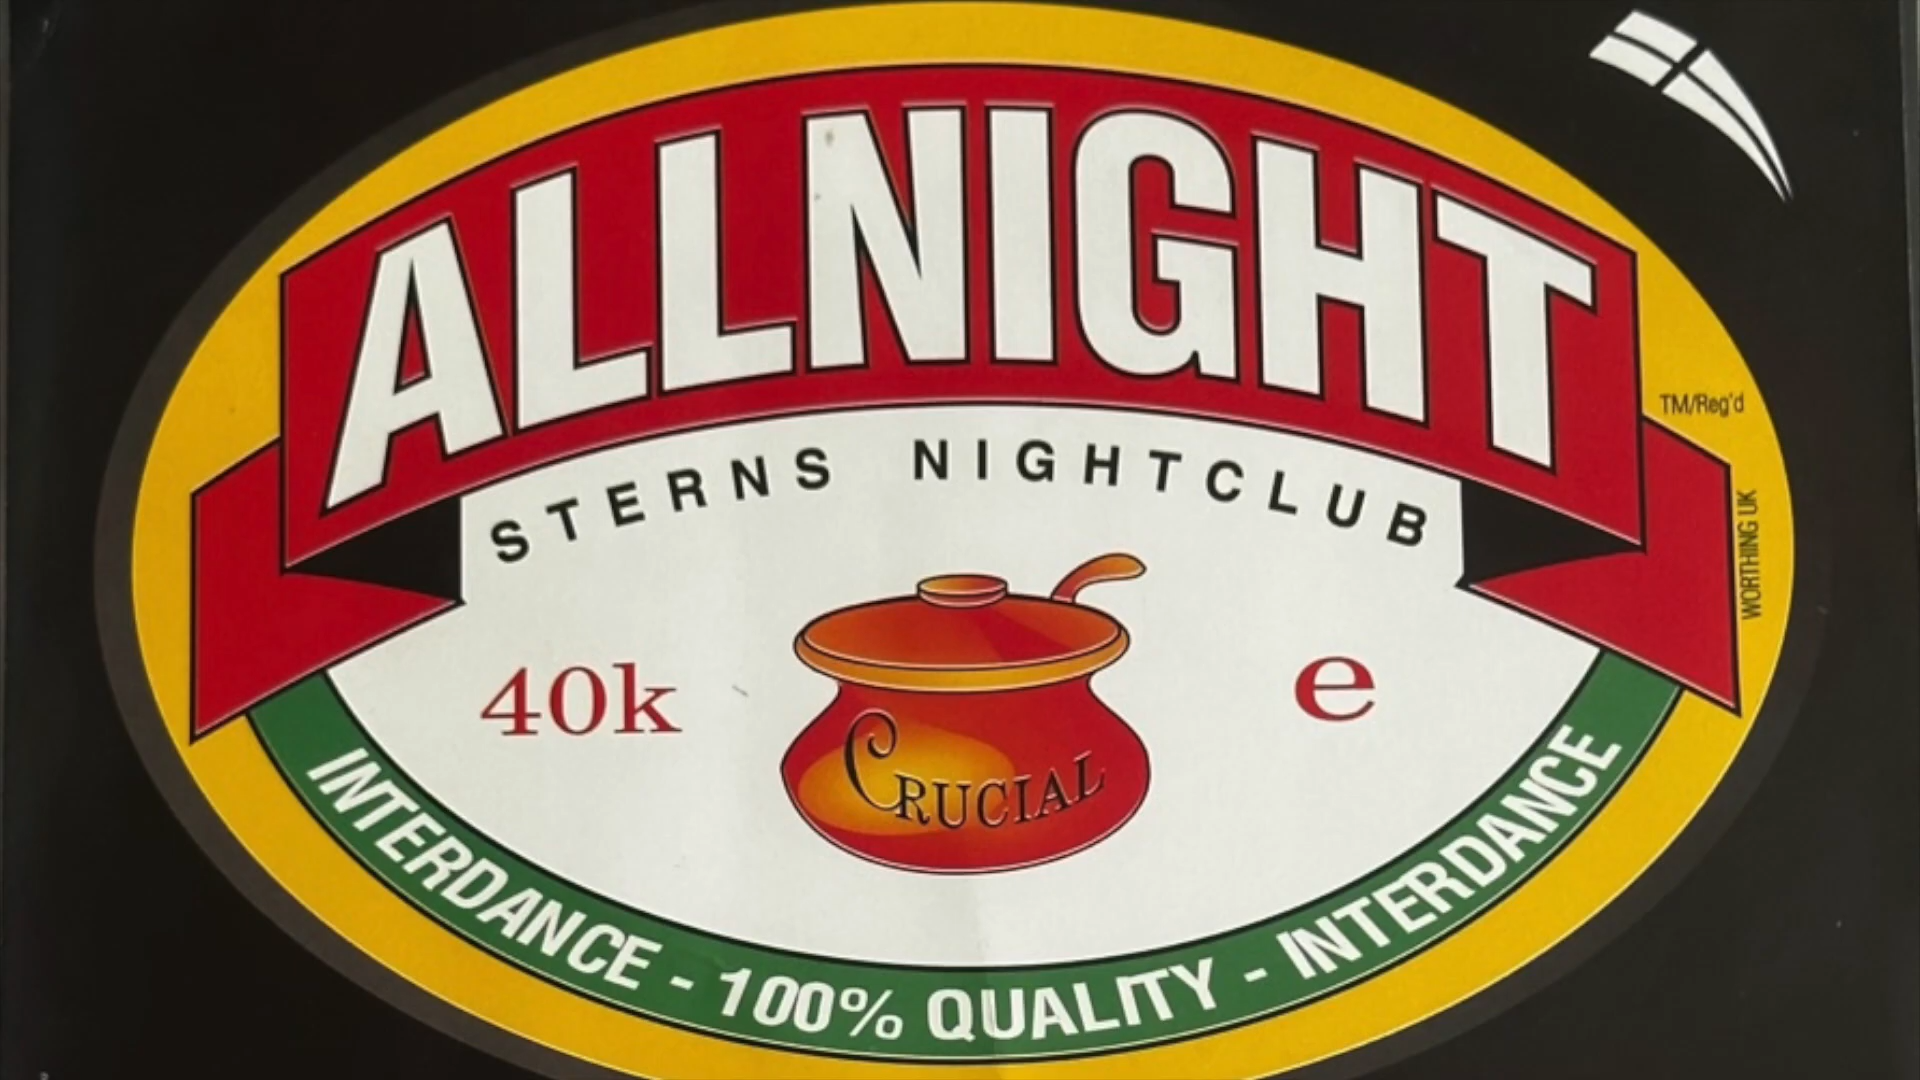 ALLNIGHT
TM/Reg'd
STERNS NIGHTCLUB
WORTHING UK
40k
e
CRUCIAL
INTERDANCE - 100% QUALITY - INTERDANCE